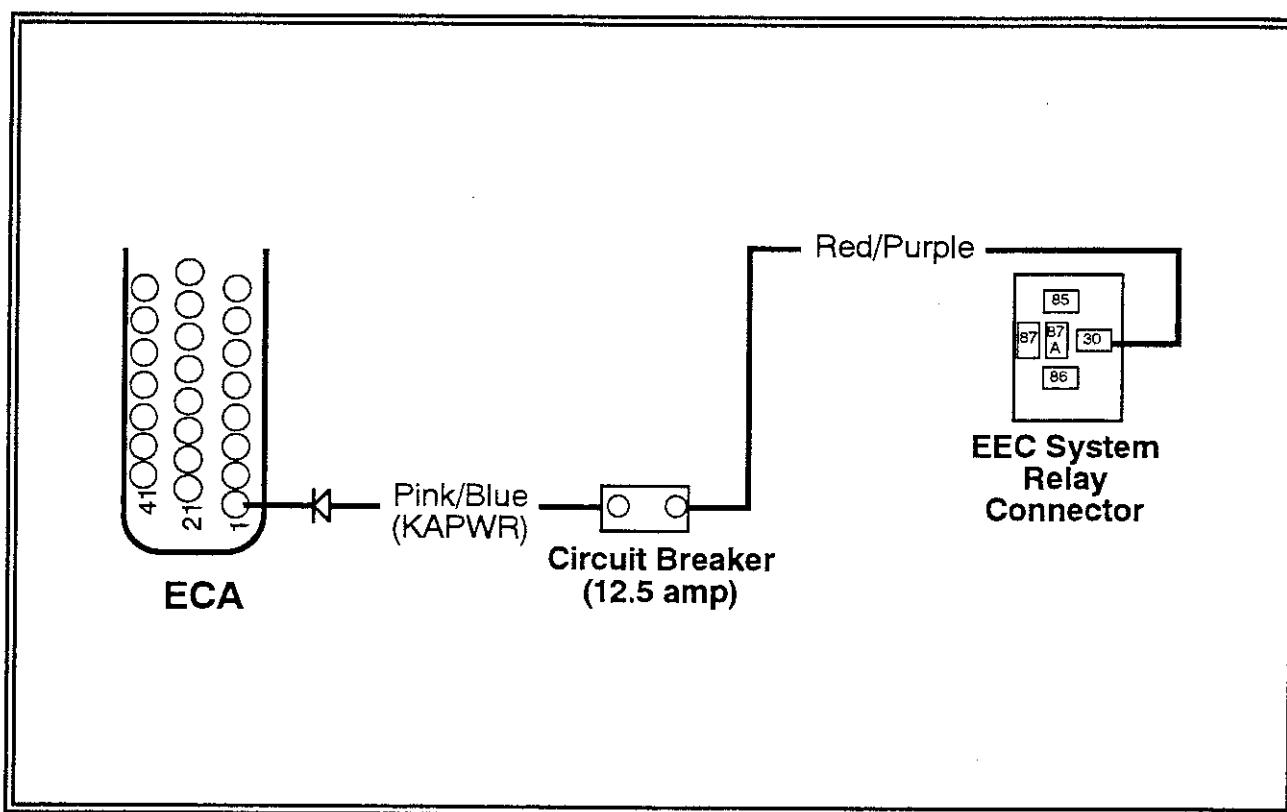 Red/Purple
85
87
87
A
30
86
EEC System
Relay
Connector
41
21
1
Pink/Blue
(KAPWR)
Circuit Breaker
(12.5 amp)
ECA